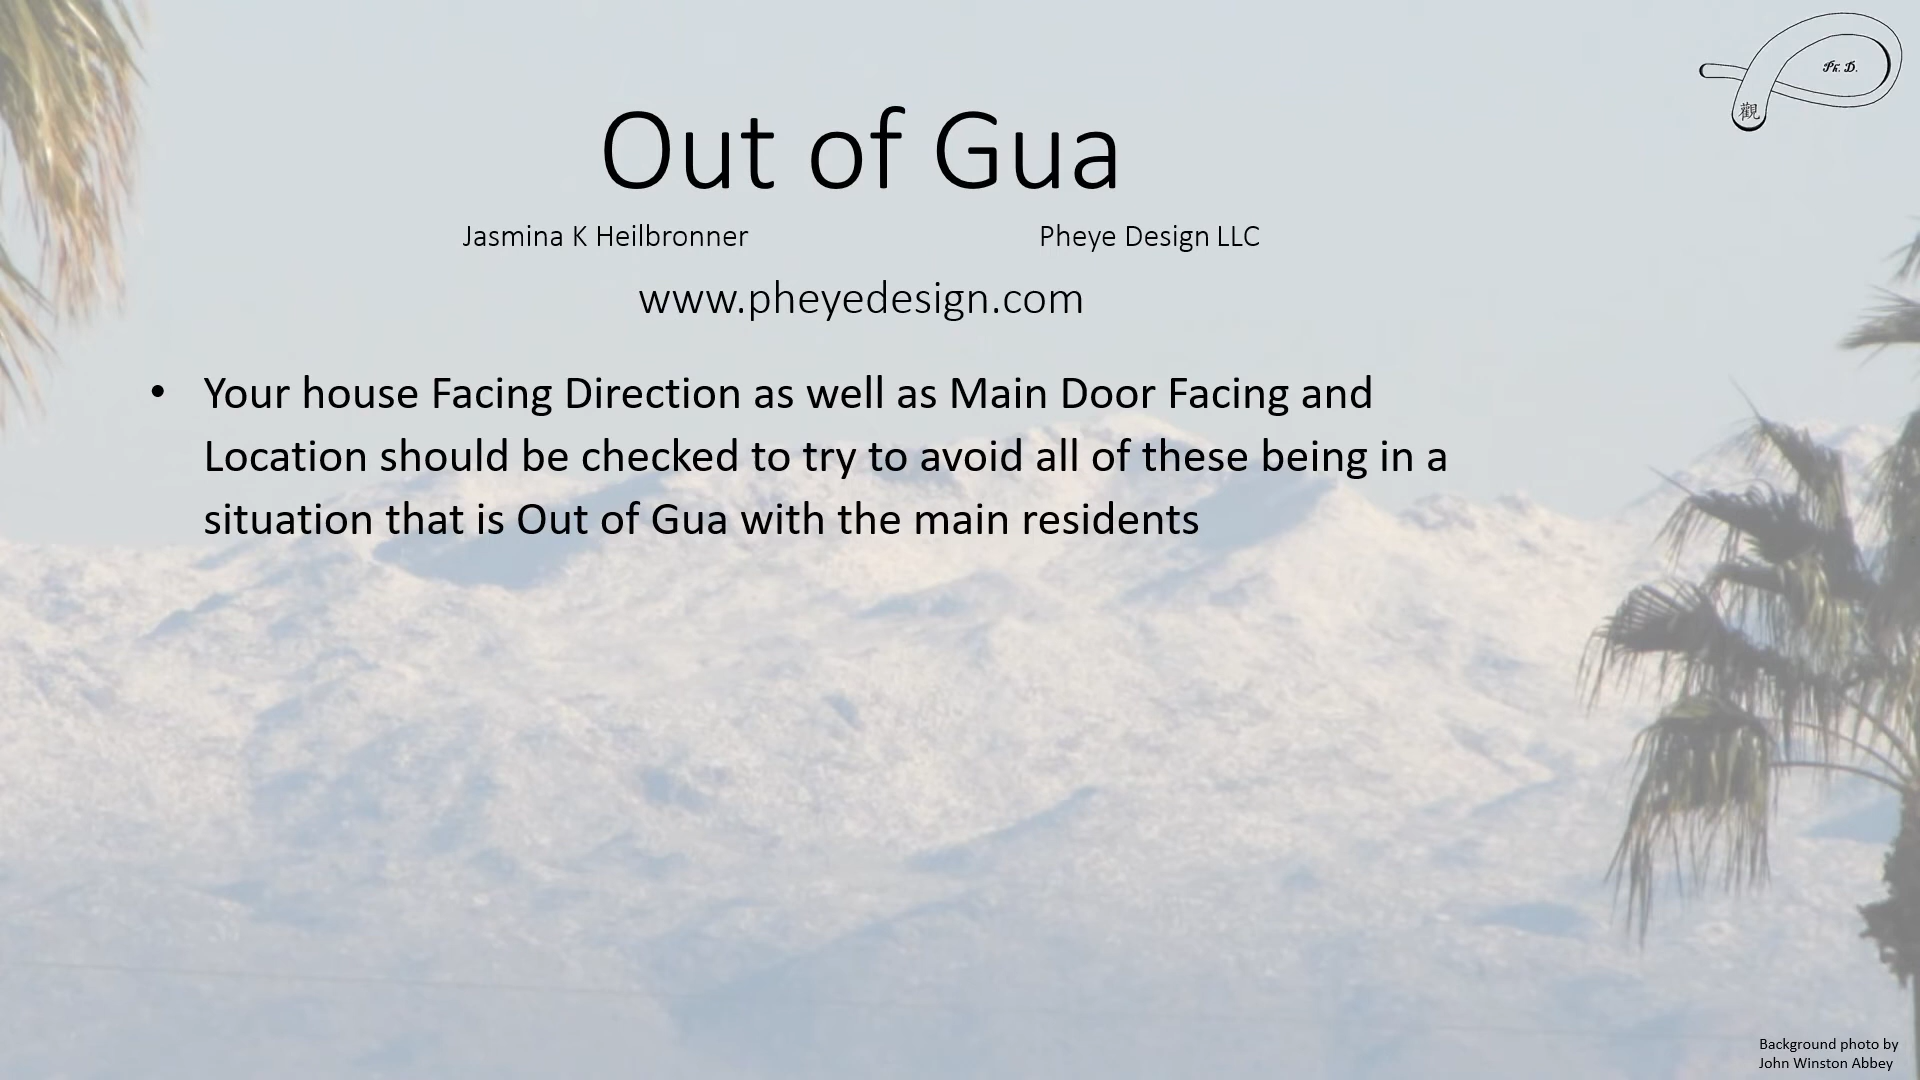 Ph. D.
觀
Out of Gua
Jasmina K Heilbronner Pheye Design LLC
www.pheyedesign.com
• Your house Facing Direction as well as Main Door Facing and
Location should be checked to try to avoid all of these being in a
situation that is Out of Gua with the main residents
Background photo by
John Winston Abbey